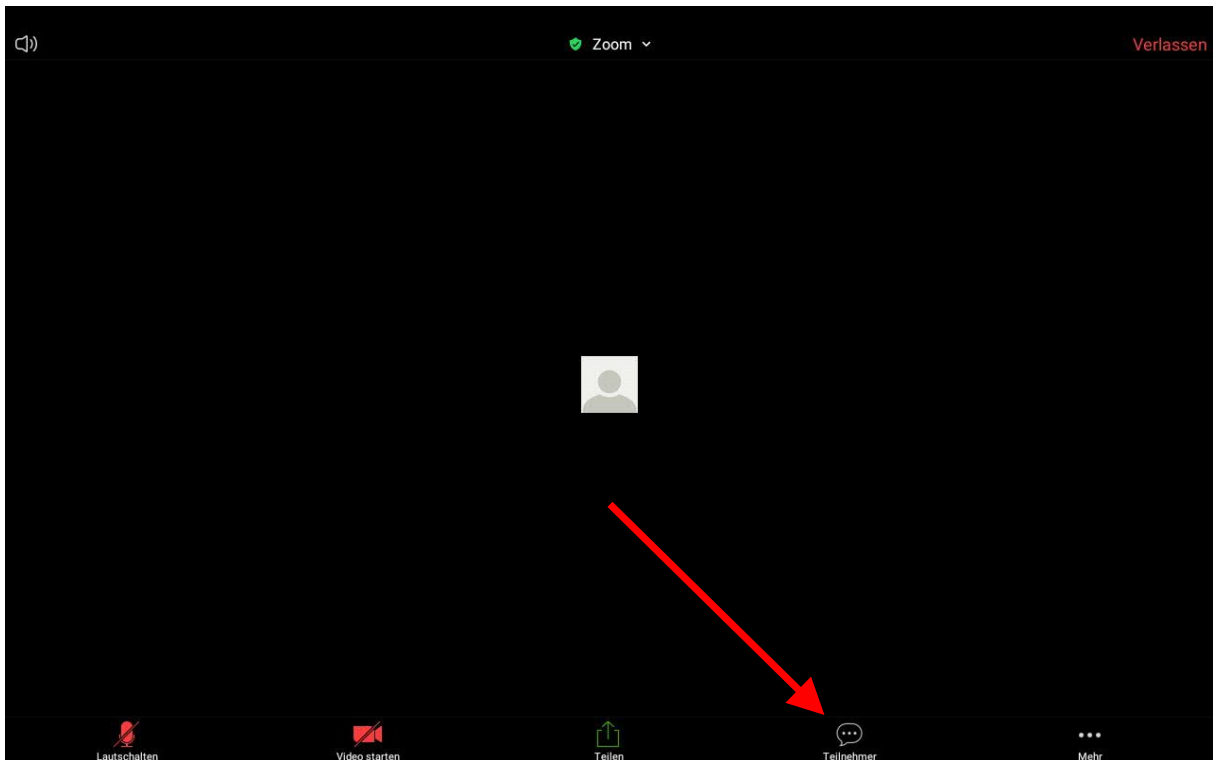 Zoom
Verlassen
Lautschalten
Video starten
Teilen
Teilnehmer
Mehr